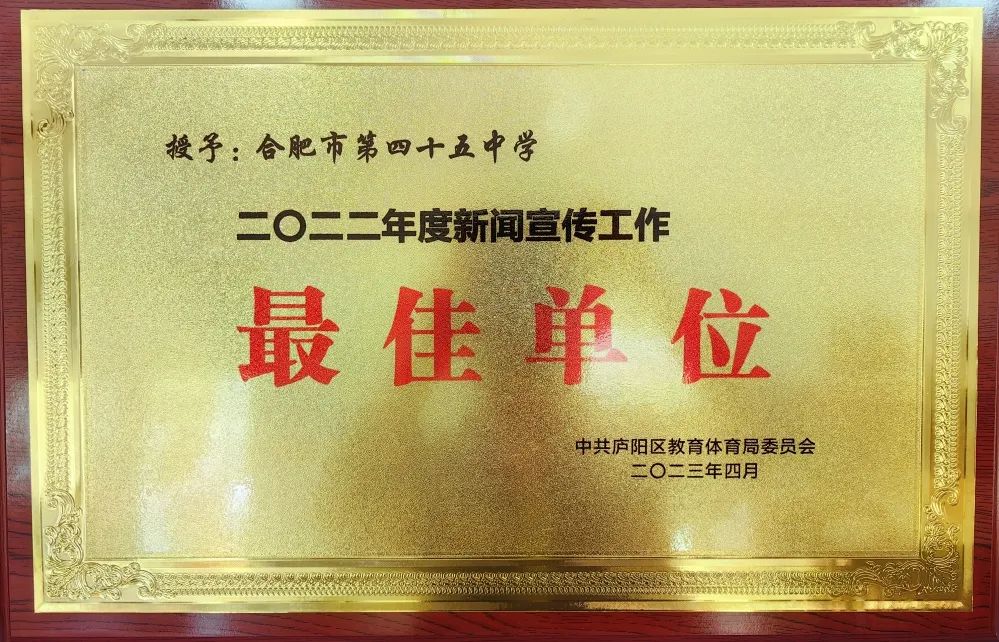 授予：合肥市第四十五中学
二〇二二年度新闻宣传工作
最佳单位
中共庐阳区教育体育局委员会
二〇二三年四月